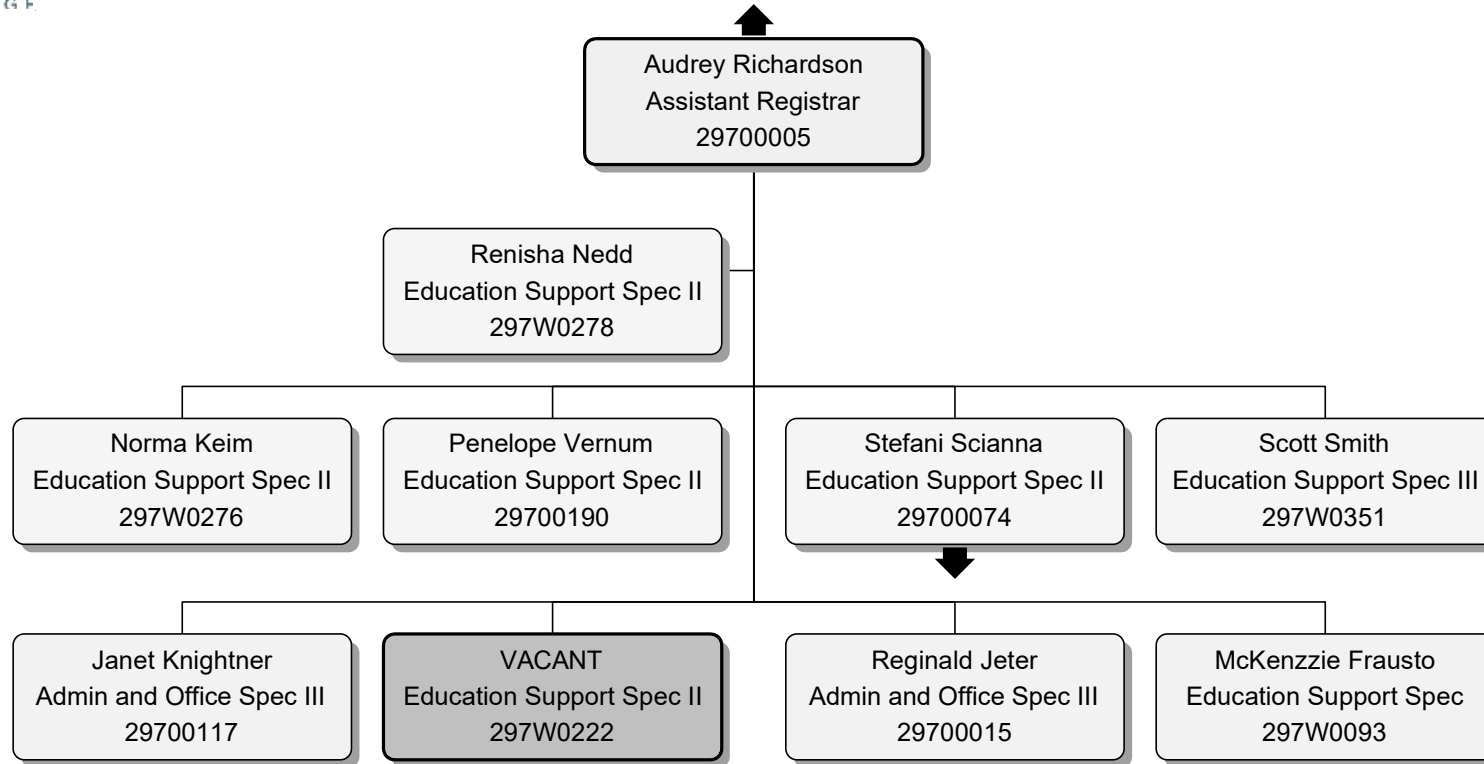 Audrey Richardson
Assistant Registrar
29700005
Renisha Nedd
Education Support Spec II
297W0278
Norma Keim
Education Support Spec II
297W0276
Penelope Vernum
Education Support Spec II
29700190
Stefani Scianna
Education Support Spec II
29700074
Scott Smith
Education Support Spec III
297W0351
Janet Knightner
Admin and Office Spec III
29700117
VACANT
Education Support Spec II
297W0222
Reginald Jeter
Admin and Office Spec III
29700015
McKenzzie Frausto
Education Support Spec
297W0093